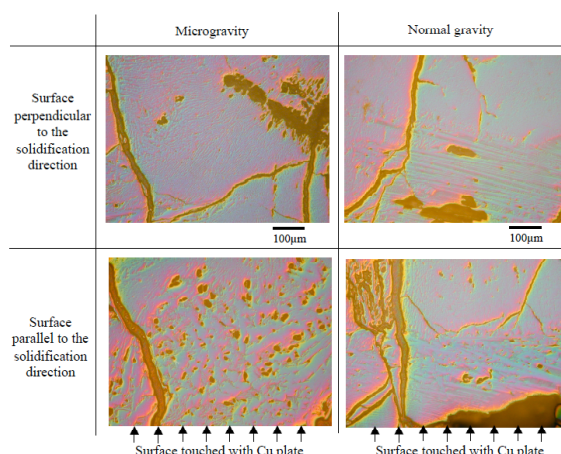 Microgravity
Normal gravity
Surface
perpendicular
to the
solidification
direction
100μm
100μm
Surface
parallel to the
solidification
direction
Surface touched with Cu plate
Surface touched with Cu plate